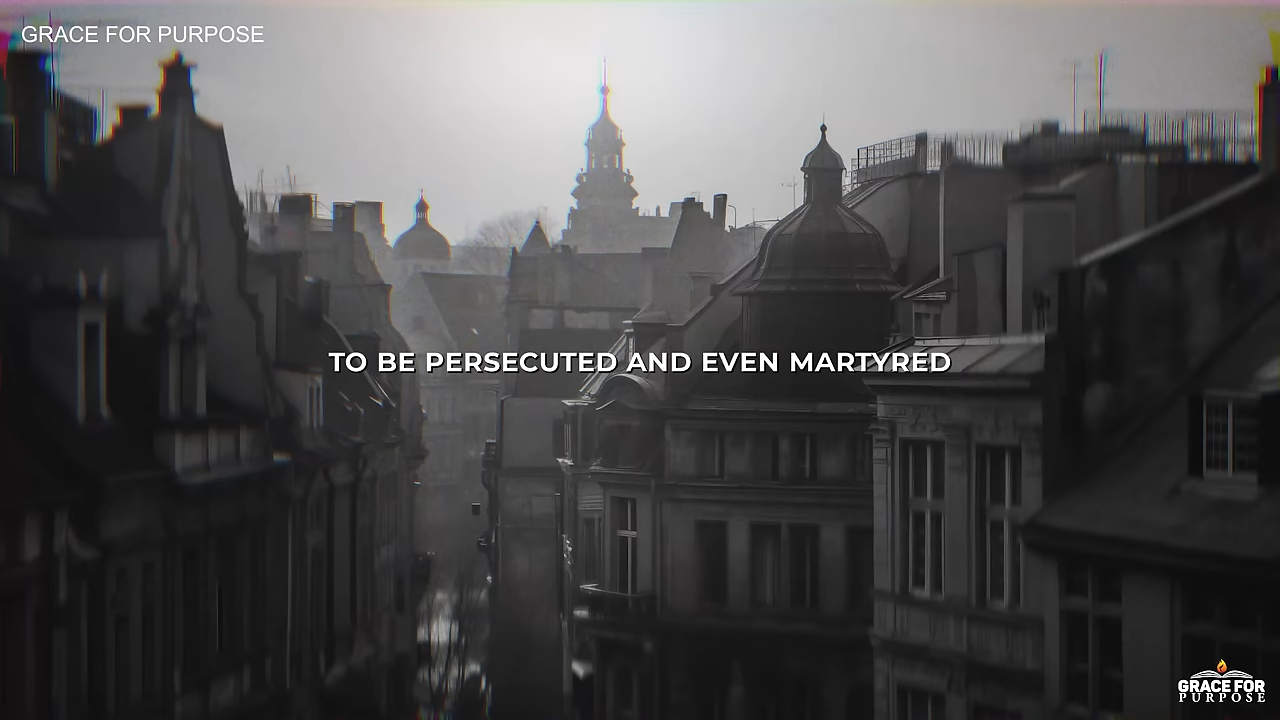 GRACE FOR PURPOSE
TO BE PERSECUTED AND EVEN MARTYRED
GRACE FOR
PURPOSE